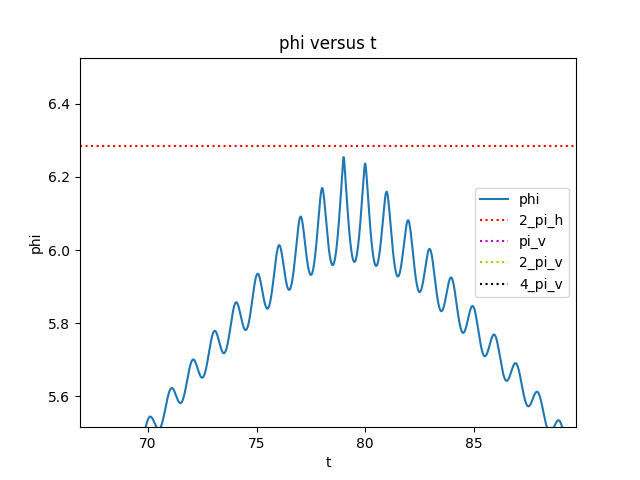 phi versus t
6.4
6.2
6.0
5.8
5.6
phi
70
75
80
85
t
phi
2_pi_h
pi_v
2_pi_v
4_pi_v